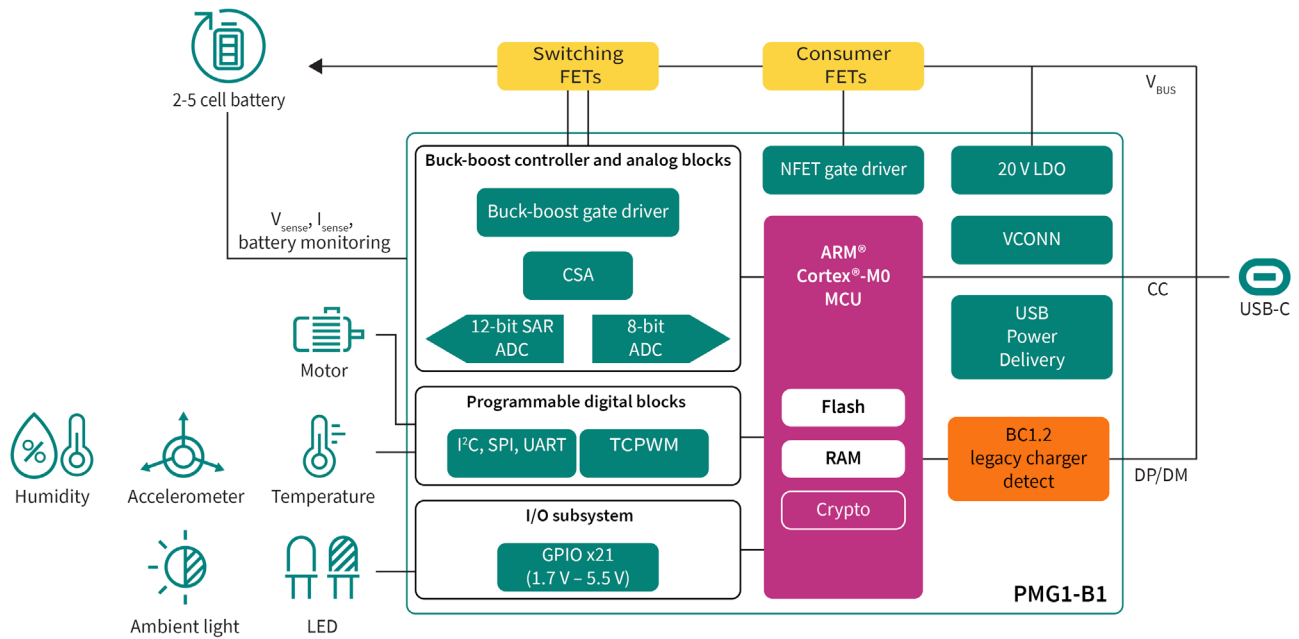 Switching
FETs
Consumer
FETs
VBUS
2-5 cell battery
Buck-boost controller and analog blocks
NFET gate driver
20 V LDO
Buck-boost gate driver
Vsense, Isense,
battery monitoring
VCONN
ARM®
Cortex®-M0
MCU
CSA
CC
USB-C
USB
Power
Delivery
12-bit SAR
ADC
8-bit
ADC
Motor
Programmable digital blocks
Flash
I²C, SPI, UART
TCPWM
RAM
BC1.2
legacy charger
detect
DP/DM
%
Humidity
Accelerometer
Temperature
I/O subsystem
Crypto
GPIO x21
(1.7 V – 5.5 V)
PMG1-B1
Ambient light
LED